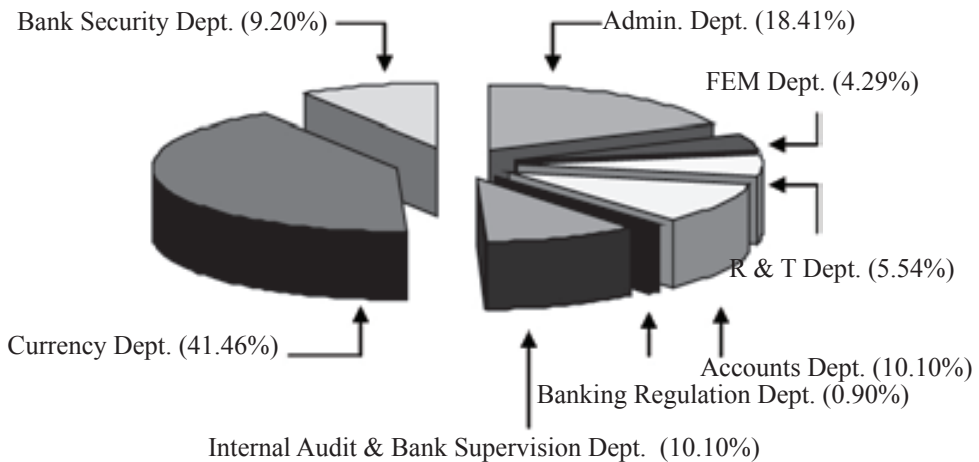 Bank Security Dept. (9.20%)
Admin. Dept. (18.41%)
FEM Dept. (4.29%)
R & T Dept. (5.54%)
Currency Dept. (41.46%)
Accounts Dept. (10.10%)
Banking Regulation Dept. (0.90%)
Internal Audit & Bank Supervision Dept. (10.10%)